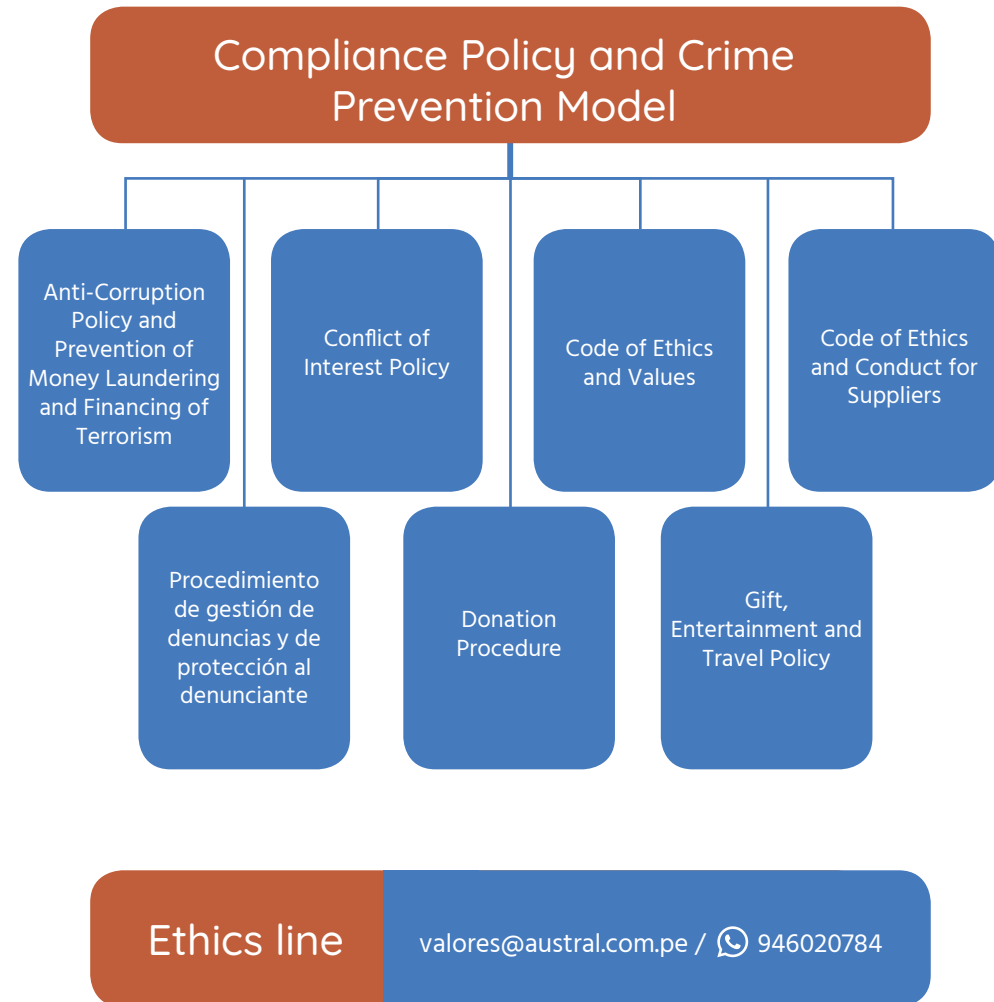 Compliance Policy and Crime
Prevention Model
Anti-Corruption
Policy and
Prevention of
Money Laundering
and Financing of
Terrorism
Conflict of
Interest Policy
Code of Ethics
and Values
Code of Ethics
and Conduct for
Suppliers
Procedimiento
de gestión de
denuncias y de
protección al
denunciante
Donation
Procedure
Gift,
Entertainment and
Travel Policy
Ethics line
valores@austral.com.pe / 946020784